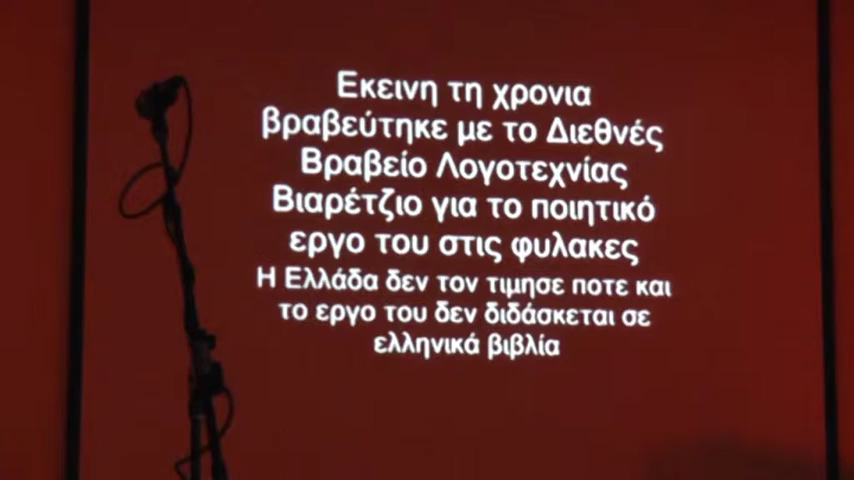 Εκεινη τη χρονια
βραβεύτηκε με το Διεθνές
Βραβείο Λογοτεχνίας
Βιαρέτζιο για το ποιητικό
εργο του στις φυλακες
Η Ελλάδα δεν τον τιμησε ποτε και
το εργο του δεν διδάσκεται σε
ελληνικά βιβλία